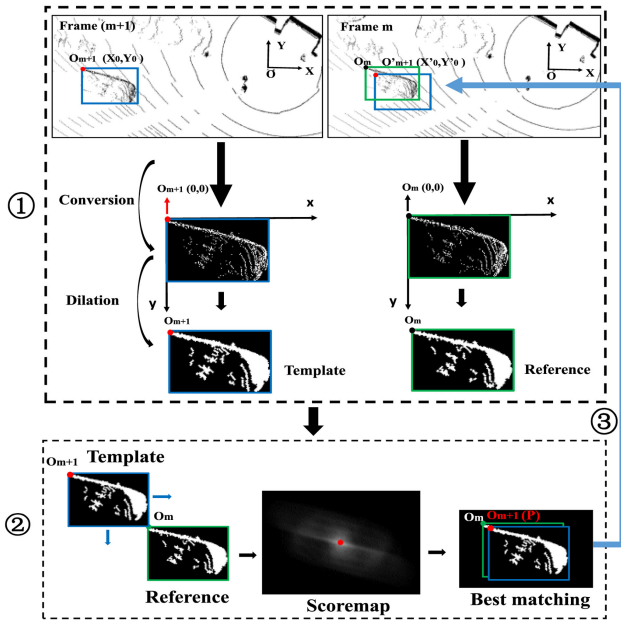 Frame (m+1)
Om+1 (X0,Y0 )
Y
O
X
Frame m
Om
O'm+1 (X'0,Y'0 )
Y
O
X
①
Conversion
Om+1 (0,0)
x
Om (0,0)
x
Dilation
y
Om+1
Template
y
Om
Reference
③
②
Template
Om+1
Om
Reference
Scoremap
Om
Om+1 (P)
Best matching